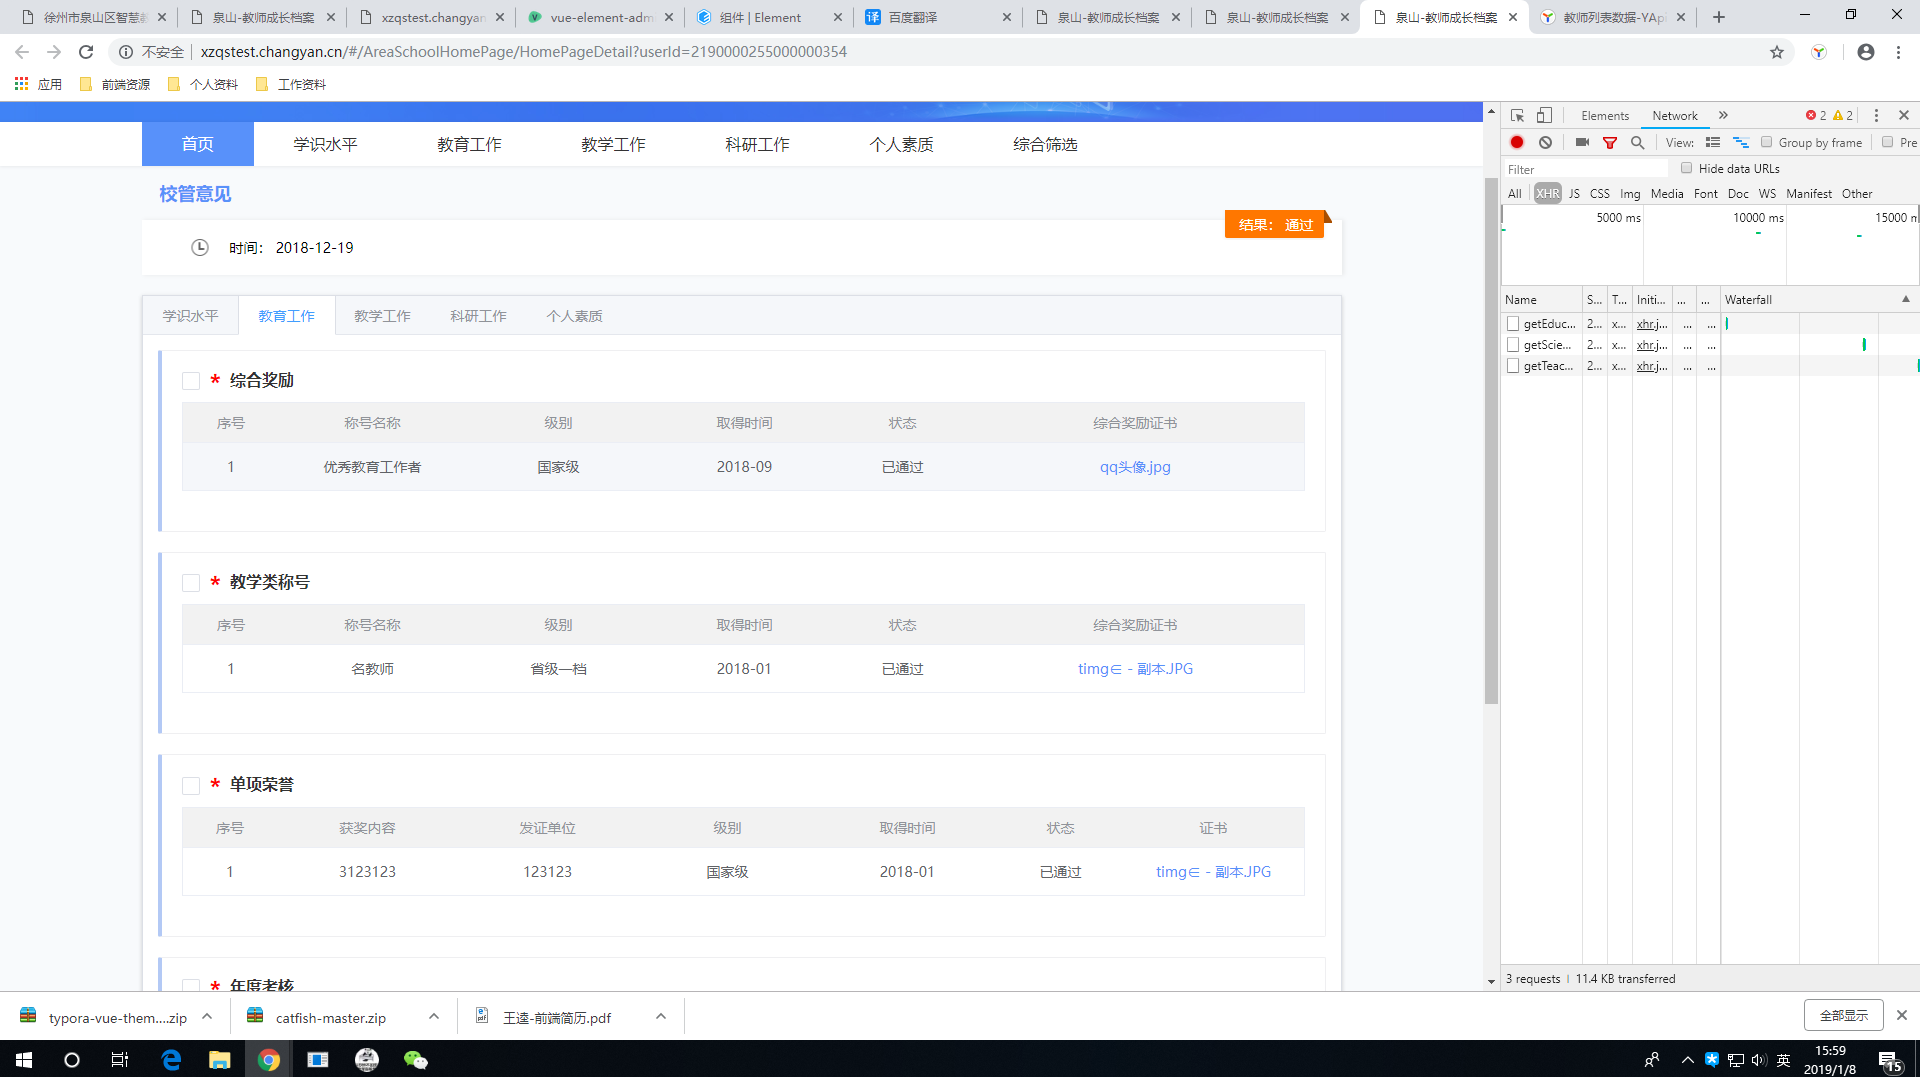 徐州市泉山区智慧教
泉山-教师成长档案
xzqstest.changyan
vue-element-adm
组件 | Element
百度翻译
泉山-教师成长档案
泉山-教师成长档案
泉山-教师成长档案
教师列表数据-YApi
不安全 xzqstest.changyan.cn/#/AreaSchoolHomePage/HomePageDetail?userId=2190000255000000354
应用 前端资源 个人资料 工作资料
首页 学识水平 教育工作 教学工作 科研工作 个人素质 综合筛选
校管意见
结果： 通过
时间： 2018-12-19
学识水平 教育工作 教学工作 科研工作 个人素质
* 综合奖励
序号 称号名称 级别 取得时间 状态 综合奖励证书
1 优秀教育工作者 国家级 2018-09 已通过 qq头像.jpg
* 教学类称号
序号 称号名称 级别 取得时间 状态 综合奖励证书
1 名教师 省级一档 2018-01 已通过 timg∈ - 副本.JPG
* 单项荣誉
序号 获奖内容 发证单位 级别 取得时间 状态 证书
1 3123123 123123 国家级 2018-01 已通过 timg∈ - 副本.JPG
* 年度考核
Elements Network 2 2
View: Group by frame Pre
Filter Hide data URLs
All XHR JS CSS Img Media Font Doc WS Manifest Other
5000 ms 10000 ms 15000 m
Name S... T... Initi... ... ... Waterfall
getEduc... 2... x... xhr.j... ... ...
getScie... 2... x... xhr.j... ... ...
getTeac... 2... x... xhr.j... ... ...
3 requests 11.4 KB transferred
typora-vue-them....zip
catfish-master.zip
王逵-前端简历.pdf
全部显示
英
15:59
2019/1/8
15